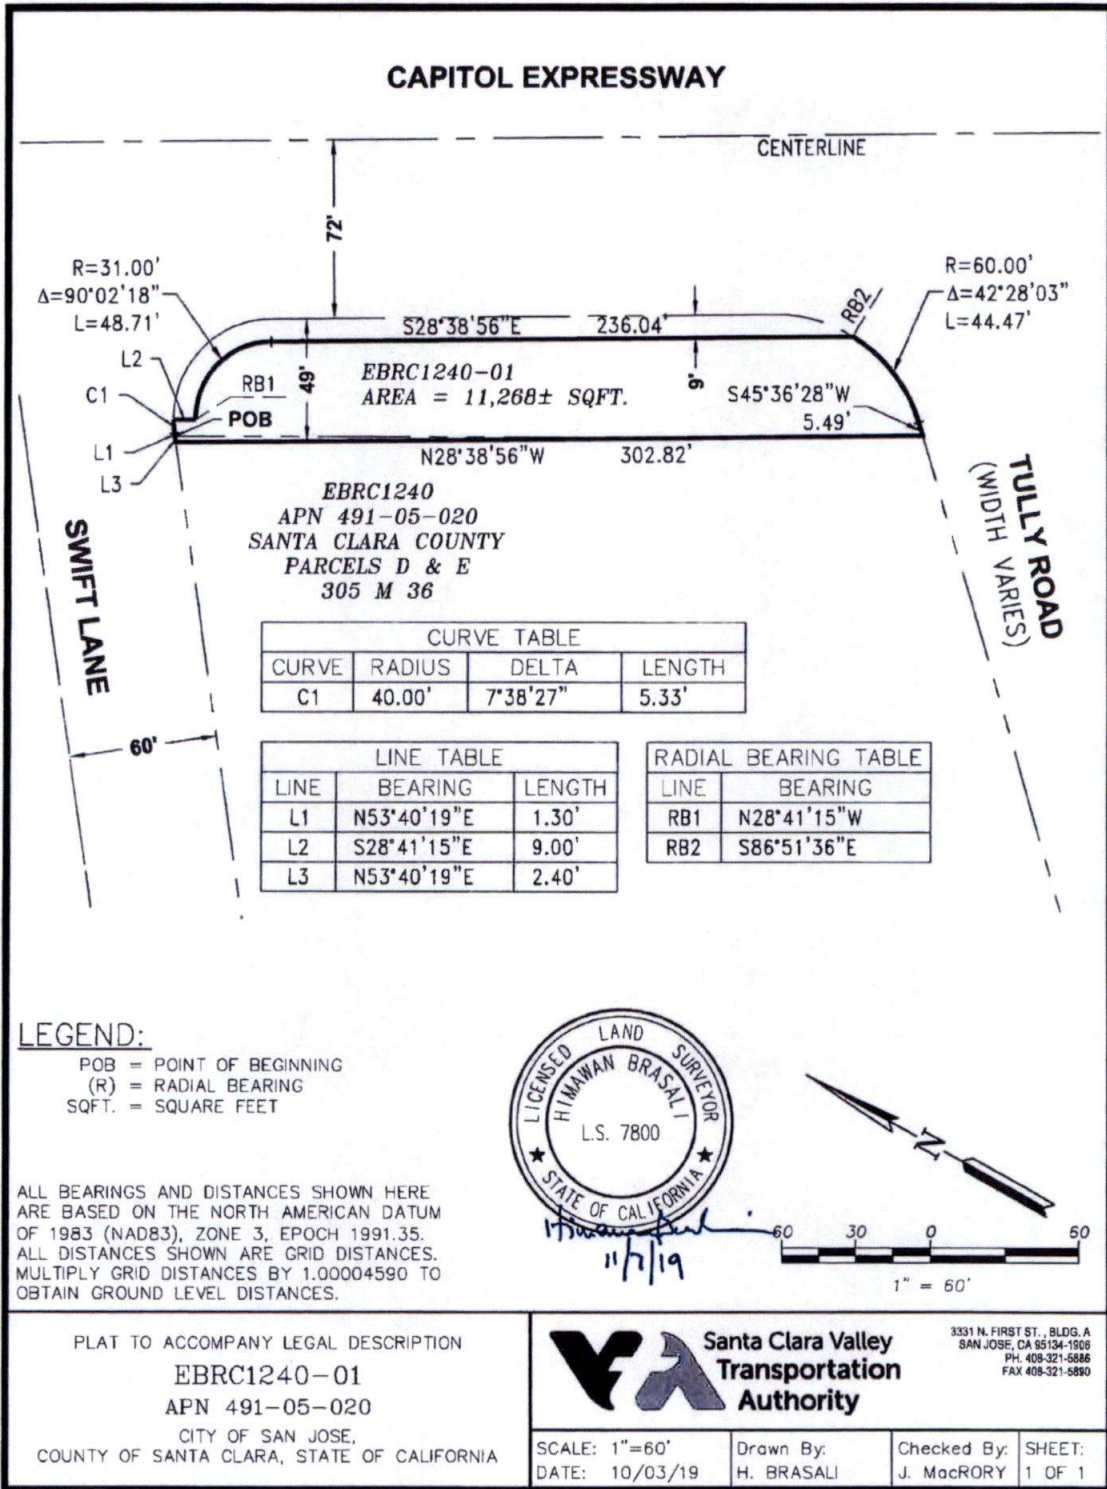 CAPITOL EXPRESSWAY
CENTERLINE
72'
R=31.00'
Δ=90°02'18"
L=48.71'
R=60.00'
Δ=42°28'03"
L=44.47'
RB2
S28°38'56"E 236.04'
L2
C1
RB1
49'
9'
EBRC1240-01
AREA = 11,268± SQFT.
S45°36'28"W
5.49'
POB
L1
L3
N28°38'56"W 302.82'
EBRC1240
APN 491-05-020
SANTA CLARA COUNTY
PARCELS D & E
305 M 36
SWIFT LANE
60'
TULLY ROAD
(WIDTH VARIES)
CURVE TABLE
CURVE RADIUS DELTA LENGTH
C1 40.00' 7°38'27" 5.33'
LINE TABLE
LINE BEARING LENGTH
L1 N53°40'19"E 1.30'
L2 S28°41'15"E 9.00'
L3 N53°40'19"E 2.40'
RADIAL BEARING TABLE
LINE BEARING
RB1 N28°41'15"W
RB2 S86°51'36"E
LEGEND:
POB = POINT OF BEGINNING
(R) = RADIAL BEARING
SQFT. = SQUARE FEET
LICENSED LAND SURVEYOR
HIMAWAN BRASALI
L.S. 7800
STATE OF CALIFORNIA
11/7/19
N
60 30 0 50
1" = 60'
ALL BEARINGS AND DISTANCES SHOWN HERE
ARE BASED ON THE NORTH AMERICAN DATUM
OF 1983 (NAD83), ZONE 3, EPOCH 1991.35.
ALL DISTANCES SHOWN ARE GRID DISTANCES.
MULTIPLY GRID DISTANCES BY 1.00004590 TO
OBTAIN GROUND LEVEL DISTANCES.
PLAT TO ACCOMPANY LEGAL DESCRIPTION
EBRC1240-01
APN 491-05-020
CITY OF SAN JOSE,
COUNTY OF SANTA CLARA, STATE OF CALIFORNIA
Santa Clara Valley
Transportation
Authority
3331 N. FIRST ST., BLDG. A
SAN JOSE, CA 95134-1906
PH. 408-321-5886
FAX 408-321-5890
SCALE: 1"=60'
DATE: 10/03/19
Drawn By:
H. BRASALI
Checked By:
J. MacRORY
SHEET:
1 OF 1